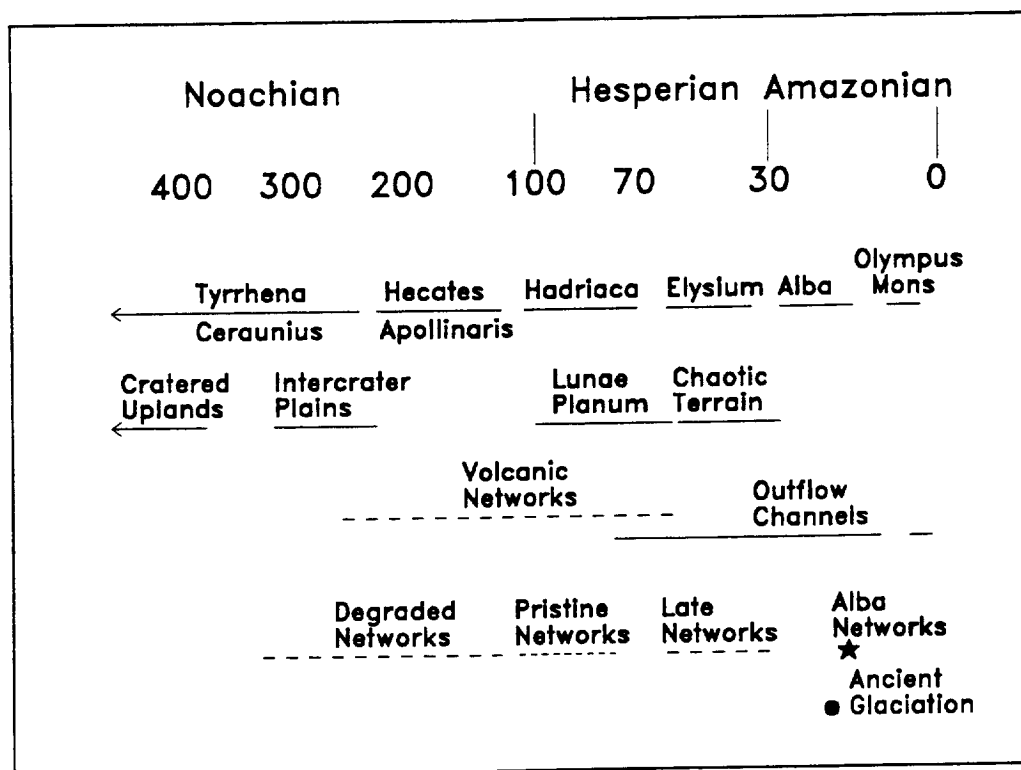 Noachian Hesperian Amazonian
400 300 200 100 70 30 0
Olympus
Mons
Tyrrhena Hecates Hadriaca Elysium Alba
Ceraunius Apollinaris
Cratered Intercrater Lunae Chaotic
Uplands Plains Planum Terrain
Volcanic Outflow
Networks Channels
Degraded Pristine Late Alba
Networks Networks Networks Networks
Ancient
Glaciation